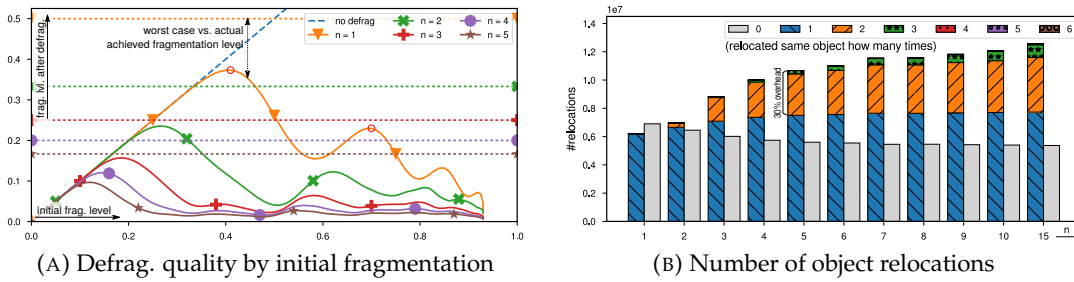 0.5
0.4
0.3
0.2
0.1
0.0
frag. lvl. after defrag.
no defrag
n = 1
n = 2
n = 3
n = 4
n = 5
worst case vs. actual
achieved fragmentation level
initial frag. level
0.0
0.2
0.4
0.6
0.8
1.0
(A) Defrag. quality by initial fragmentation
1e7
1.4
1.2
1.0
0.8
0.6
0.4
0.2
0.0
#relocations
0
1
2
3
4
5
6
(relocated same object how many times)
30% overhead
1
2
3
4
5
6
7
8
9
10
15
n
(B) Number of object relocations